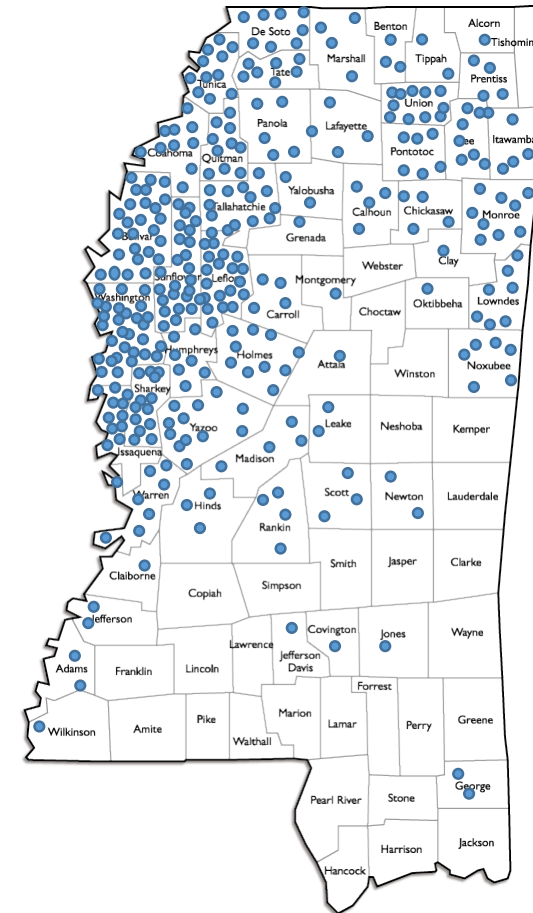 Alcorn
Benton
De Soto
Tishomin
Marshall
Tippah
Tate
Prentiss
Tunica
Union
Panola
Lafayette
Itawamba
ee
Pontotoc
Coahoma
Quitman
Yalobusha
Tallahatchie
Calhoun
Chickasaw
Monroe
Bolivar
Grenada
Clay
Webster
Sunflower
Leflo
Montgomery
Washington
Oktibbeha
Lowndes
Choctaw
Carroll
Humphreys
Holmes
Attala
Noxubee
Winston
Sharkey
Leake
Neshoba
Kemper
Yazoo
Issaquena
Madison
Warren
Scott
Newton
Lauderdale
Hinds
Rankin
Smith
Jasper
Clarke
Claiborne
Simpson
Copiah
Jefferson
Covington
Jones
Wayne
Lawrence
Jefferson
Davis
Adams
Franklin
Lincoln
Forrest
Marion
Pike
Lamar
Perry
Greene
Wilkinson
Amite
Walthall
George
Pearl River
Stone
Jackson
Harrison
Hancock